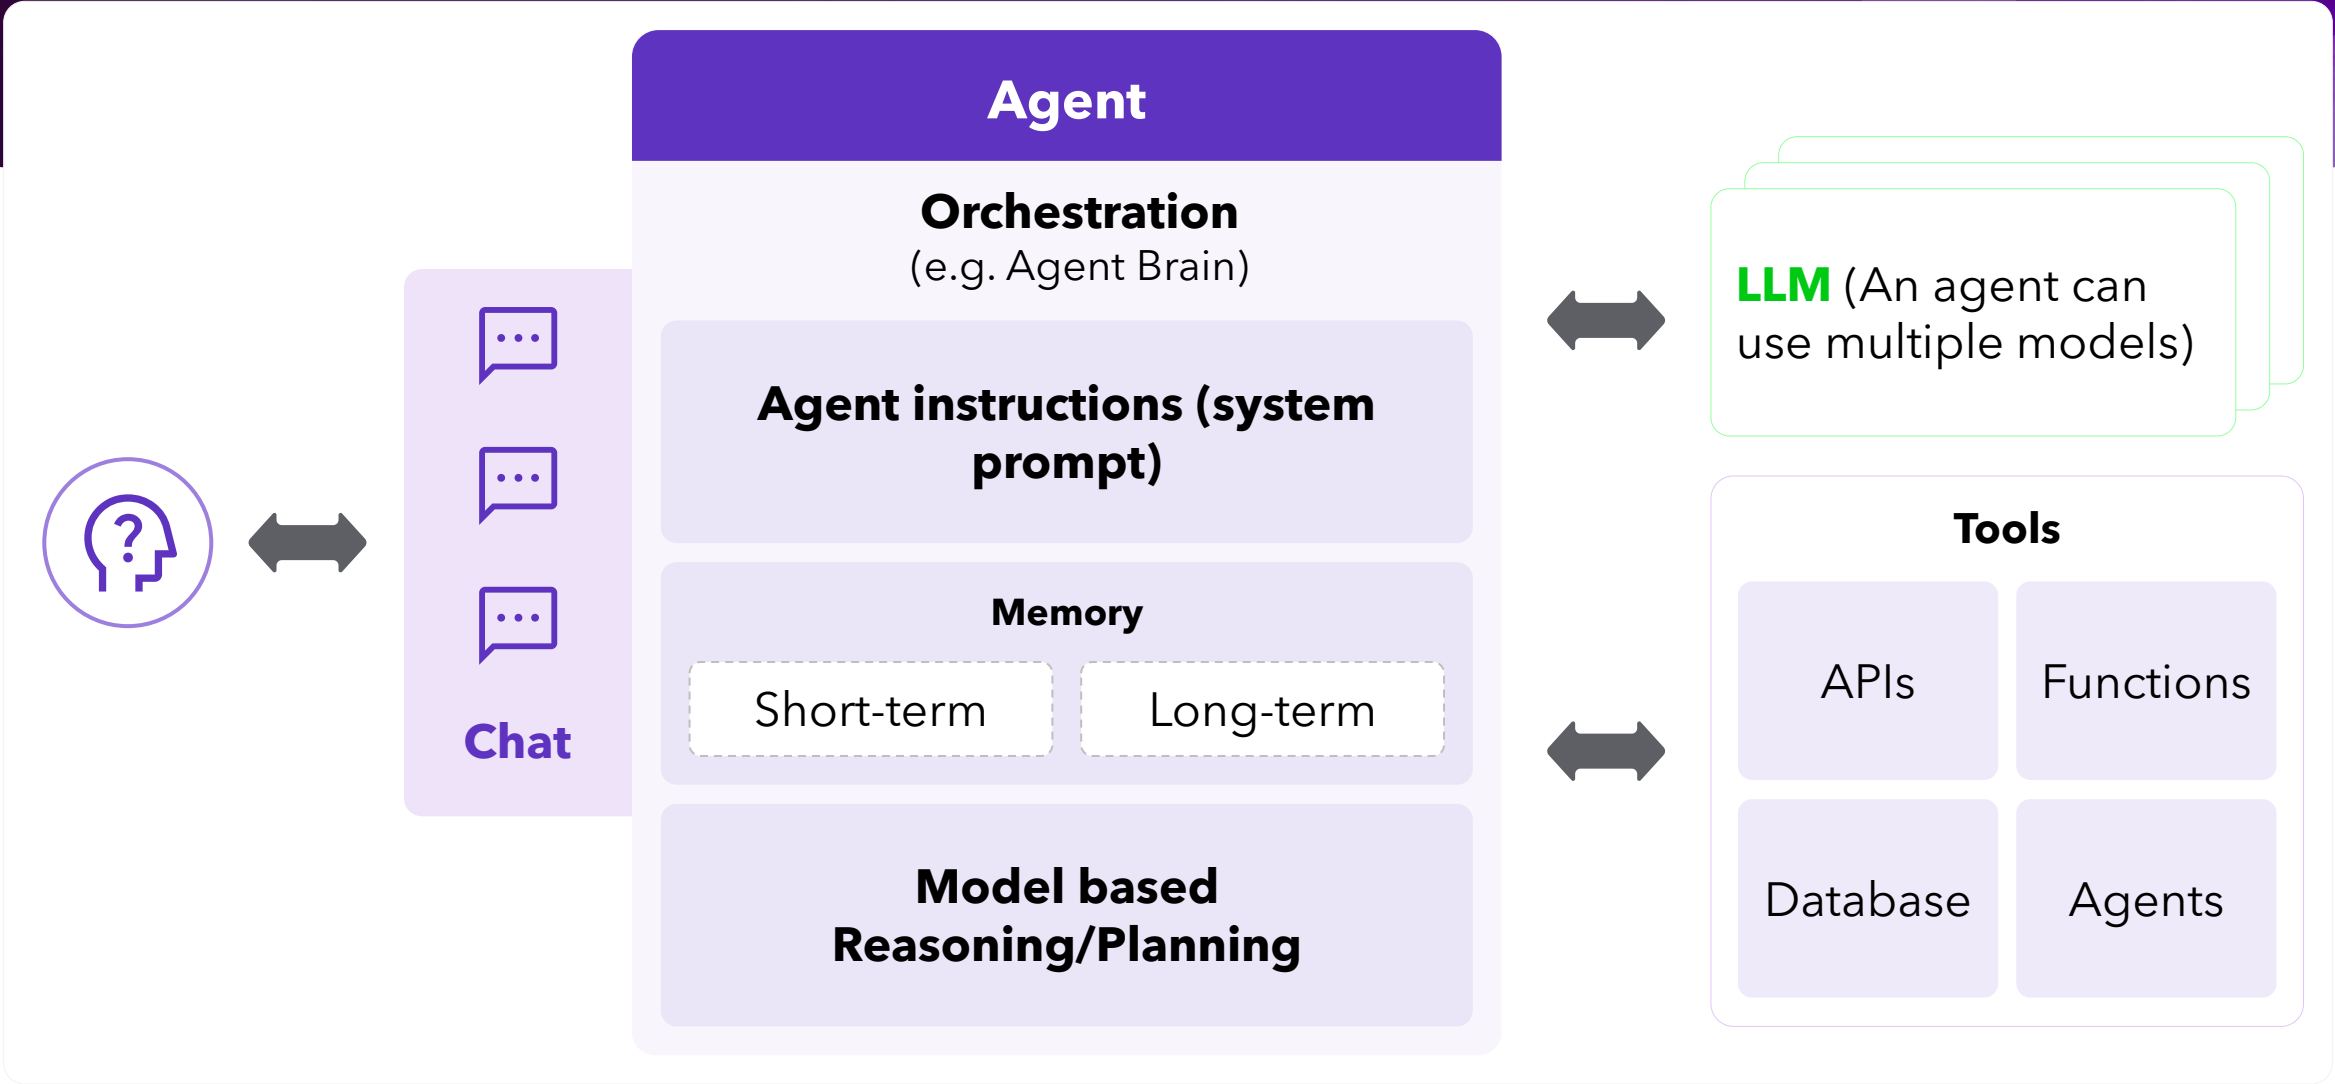 Agent
Orchestration
(e.g. Agent Brain)
Agent instructions (system
prompt)
Memory
Short-term
Long-term
Model based
Reasoning/Planning
Chat
?
LLM (An agent can
use multiple models)
Tools
APIs
Functions
Database
Agents